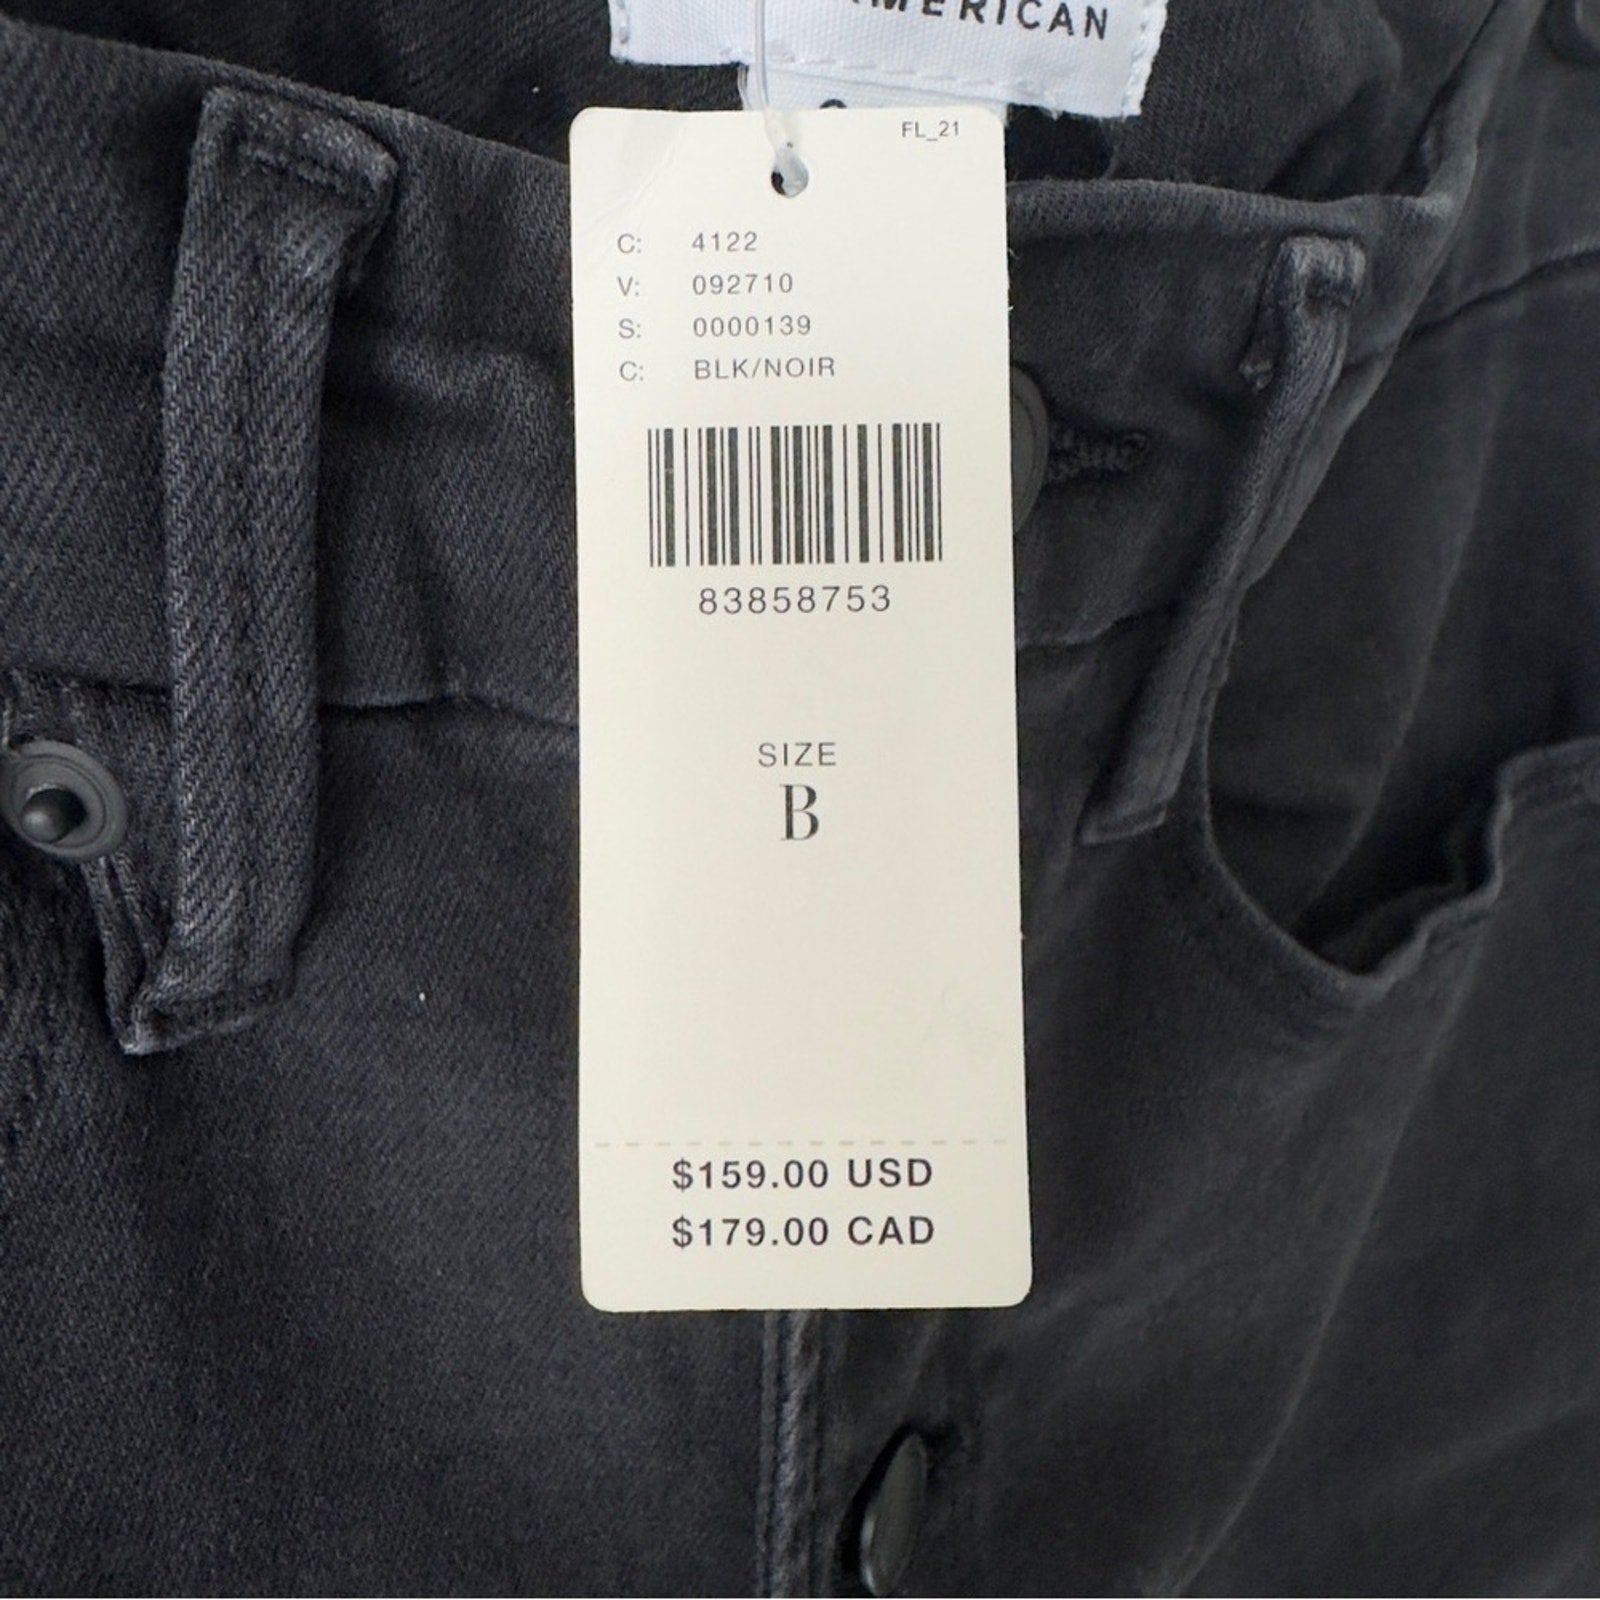 AMERICAN
FL_21
C: 4122
V: 092710
S: 0000139
C: BLK/NOIR
83858753
SIZE
B
$159.00 USD
$179.00 CAD